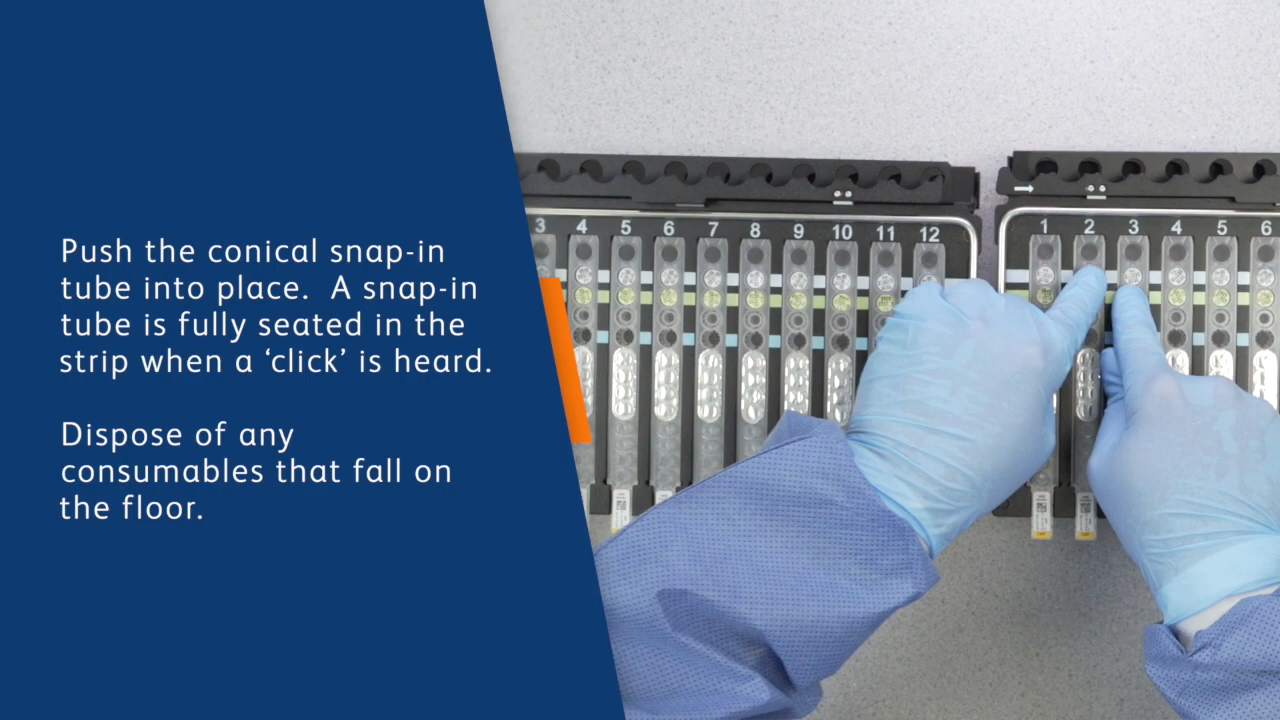 Push the conical snap-in
tube into place.  A snap-in
tube is fully seated in the
strip when a ‘click’ is heard.
Dispose of any
consumables that fall on
the floor.
3 4 5 6 7 8 9 10 11 12
1 2 3 4 5 6